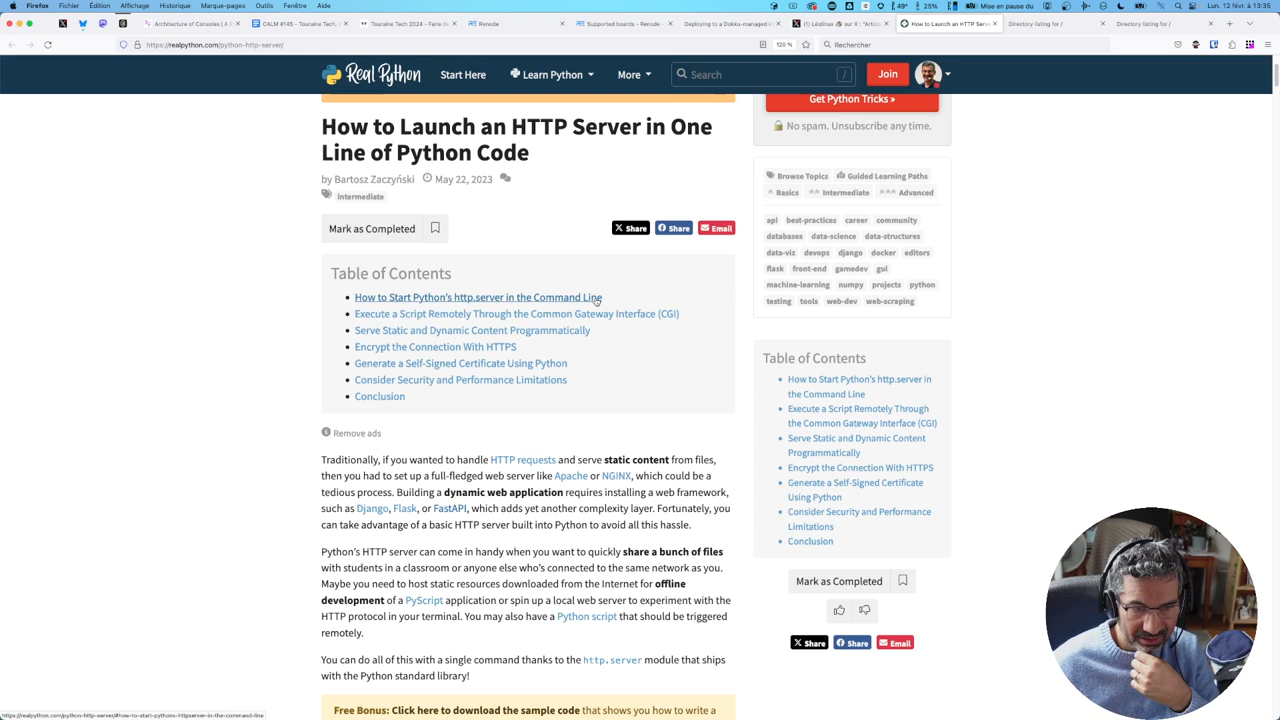 Firefox Fichier Édition Affichage Historique Marque-pages Outils Fenêtre Aide
49° 25% Mise en pause du Lun. 12 févr. à 13:35
Architecture of Consoles | A P
CALM #145 - Touraine Tech,
Touraine Tech 2024 - Faire d
Renode
Supported boards - Renode
Deploying to a Dokku-managed
(1) Léolinux sur X : "Article
How to Launch an HTTP Serve
Directory listing for /
Directory listing for /
https://realpython.com/python-http-server/
120 %
Rechercher
Real Python
Start Here
Learn Python
More
Search
/
Join
Get Python Tricks »
No spam. Unsubscribe any time.
How to Launch an HTTP Server in One
Line of Python Code
by Bartosz Zaczyński May 22, 2023
intermediate
Mark as Completed
Share Share Email
Table of Contents
How to Start Python's http.server in the Command Line
Execute a Script Remotely Through the Common Gateway Interface (CGI)
Serve Static and Dynamic Content Programmatically
Encrypt the Connection With HTTPS
Generate a Self-Signed Certificate Using Python
Consider Security and Performance Limitations
Conclusion
Remove ads
Traditionally, if you wanted to handle HTTP requests and serve static content from files,
then you had to set up a full-fledged web server like Apache or NGINX, which could be a
tedious process. Building a dynamic web application requires installing a web framework,
such as Django, Flask, or FastAPI, which adds yet another complexity layer. Fortunately, you
can take advantage of a basic HTTP server built into Python to avoid all this hassle.
Python's HTTP server can come in handy when you want to quickly share a bunch of files
with students in a classroom or anyone else who's connected to the same network as you.
Maybe you need to host static resources downloaded from the Internet for offline
development of a PyScript application or spin up a local web server to experiment with the
HTTP protocol in your terminal. You may also have a Python script that should be triggered
remotely.
You can do all of this with a single command thanks to the http.server module that ships
with the Python standard library!
Free Bonus: Click here to download the sample code that shows you how to write a
Browse Topics Guided Learning Paths
Basics Intermediate Advanced
api best-practices career community
databases data-science data-structures
data-viz devops django docker editors
flask front-end gamedev gui
machine-learning numpy projects python
testing tools web-dev web-scraping
Table of Contents
How to Start Python's http.server in
the Command Line
Execute a Script Remotely Through
the Common Gateway Interface (CGI)
Serve Static and Dynamic Content
Programmatically
Encrypt the Connection With HTTPS
Generate a Self-Signed Certificate
Using Python
Consider Security and Performance
Limitations
Conclusion
Mark as Completed
Share Share Email
https://realpython.com/python-http-server/#how-to-start-pythons-httpserver-in-the-command-line